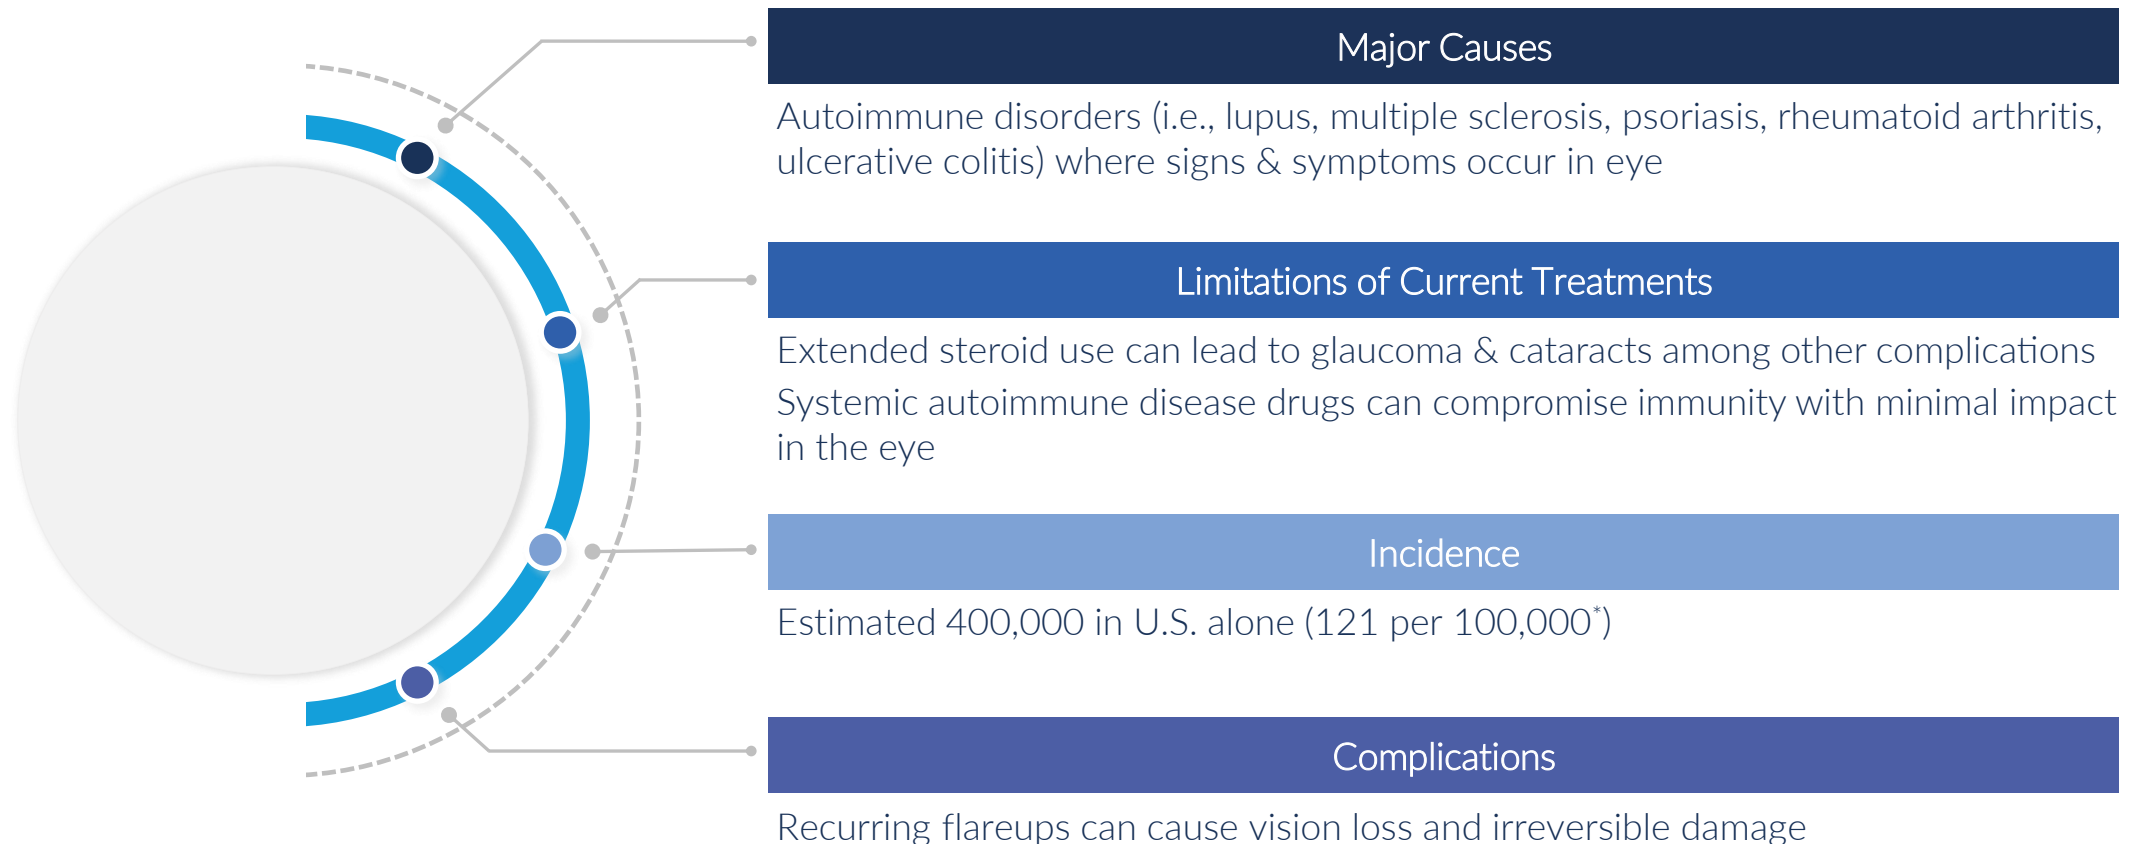 Major Causes
Autoimmune disorders (i.e., lupus, multiple sclerosis, psoriasis, rheumatoid arthritis,
ulcerative colitis) where signs & symptoms occur in eye
Limitations of Current Treatments
Extended steroid use can lead to glaucoma & cataracts among other complications
Systemic autoimmune disease drugs can compromise immunity with minimal impact
in the eye
Incidence
Estimated 400,000 in U.S. alone (121 per 100,000*)
Complications
Recurring flareups can cause vision loss and irreversible damage